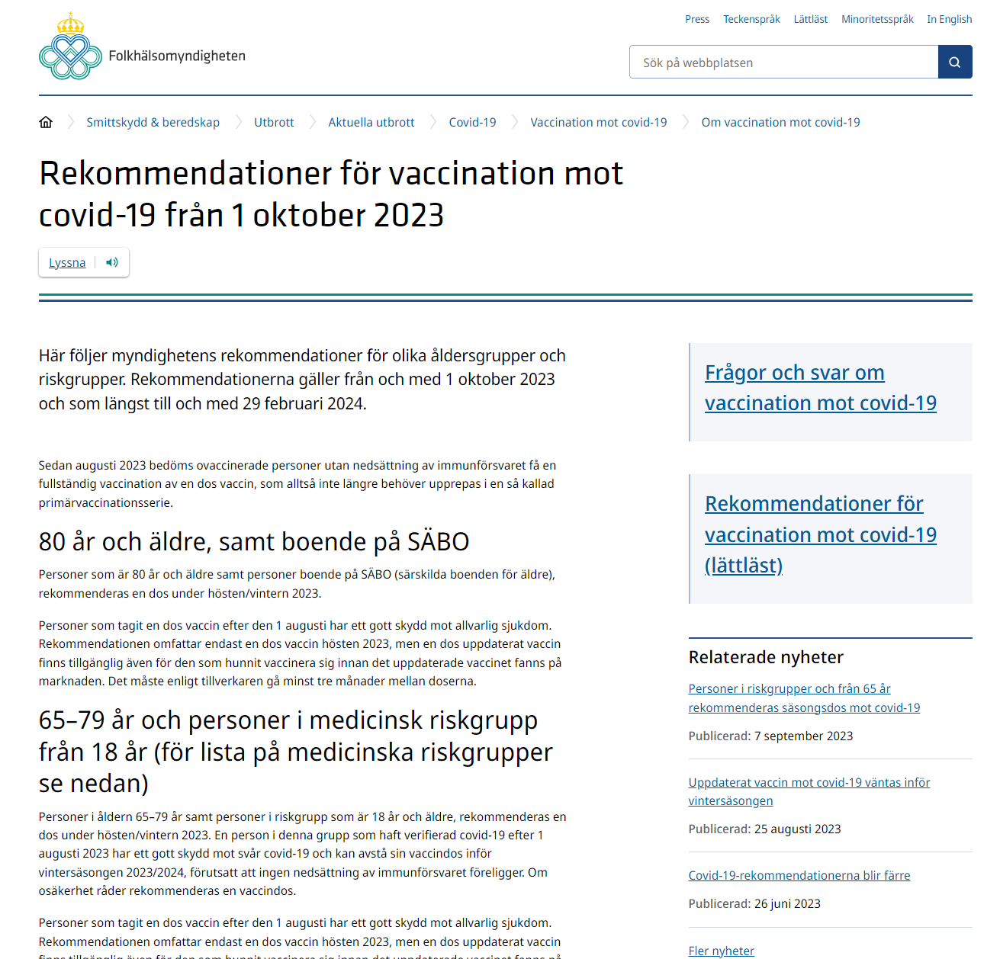 Folkhälsomyndigheten
Press Teckenspråk Lättläst Minoritetsspråk In English
Sök på webbplatsen
Smittskydd & beredskap Utbrott Aktuella utbrott Covid-19 Vaccination mot covid-19 Om vaccination mot covid-19
Rekommendationer för vaccination mot
covid-19 från 1 oktober 2023
Lyssna
Här följer myndighetens rekommendationer för olika åldersgrupper och
riskgrupper. Rekommendationerna gäller från och med 1 oktober 2023
och som längst till och med 29 februari 2024.
Sedan augusti 2023 bedöms ovaccinerade personer utan nedsättning av immunförsvaret få en
fullständig vaccination av en dos vaccin, som alltså inte längre behöver upprepas i en så kallad
primärvaccinationsserie.
80 år och äldre, samt boende på SÄBO
Personer som är 80 år och äldre samt personer boende på SÄBO (särskilda boenden för äldre),
rekommenderas en dos under hösten/vintern 2023.
Personer som tagit en dos vaccin efter den 1 augusti har ett gott skydd mot allvarlig sjukdom.
Rekommendationen omfattar endast en dos vaccin hösten 2023, men en dos uppdaterat vaccin
finns tillgänglig även för den som hunnit vaccinera sig innan det uppdaterade vaccinet fanns på
marknaden. Det måste enligt tillverkaren gå minst tre månader mellan doserna.
65–79 år och personer i medicinsk riskgrupp
från 18 år (för lista på medicinska riskgrupper
se nedan)
Personer i åldern 65–79 år samt personer i riskgrupp som är 18 år och äldre, rekommenderas en
dos under hösten/vintern 2023. En person i denna grupp som haft verifierad covid-19 efter 1
augusti 2023 har ett gott skydd mot svår covid-19 och kan avstå sin vaccindos inför
vintersäsongen 2023/2024, förutsatt att ingen nedsättning av immunförsvaret föreligger. Om
osäkerhet råder rekommenderas en vaccindos.
Personer som tagit en dos vaccin efter den 1 augusti har ett gott skydd mot allvarlig sjukdom.
Rekommendationen omfattar endast en dos vaccin hösten 2023, men en dos uppdaterat vaccin
finns tillgänglig även för den som hunnit vaccinera sig innan det uppdaterade vaccinet fanns på
Frågor och svar om
vaccination mot covid-19
Rekommendationer för
vaccination mot covid-19
(lättläst)
Relaterade nyheter
Personer i riskgrupper och från 65 år
rekommenderas säsongsdos mot covid-19
Publicerad: 7 september 2023
Uppdaterat vaccin mot covid-19 väntas inför
vintersäsongen
Publicerad: 25 augusti 2023
Covid-19-rekommendationerna blir färre
Publicerad: 26 juni 2023
Fler nyheter